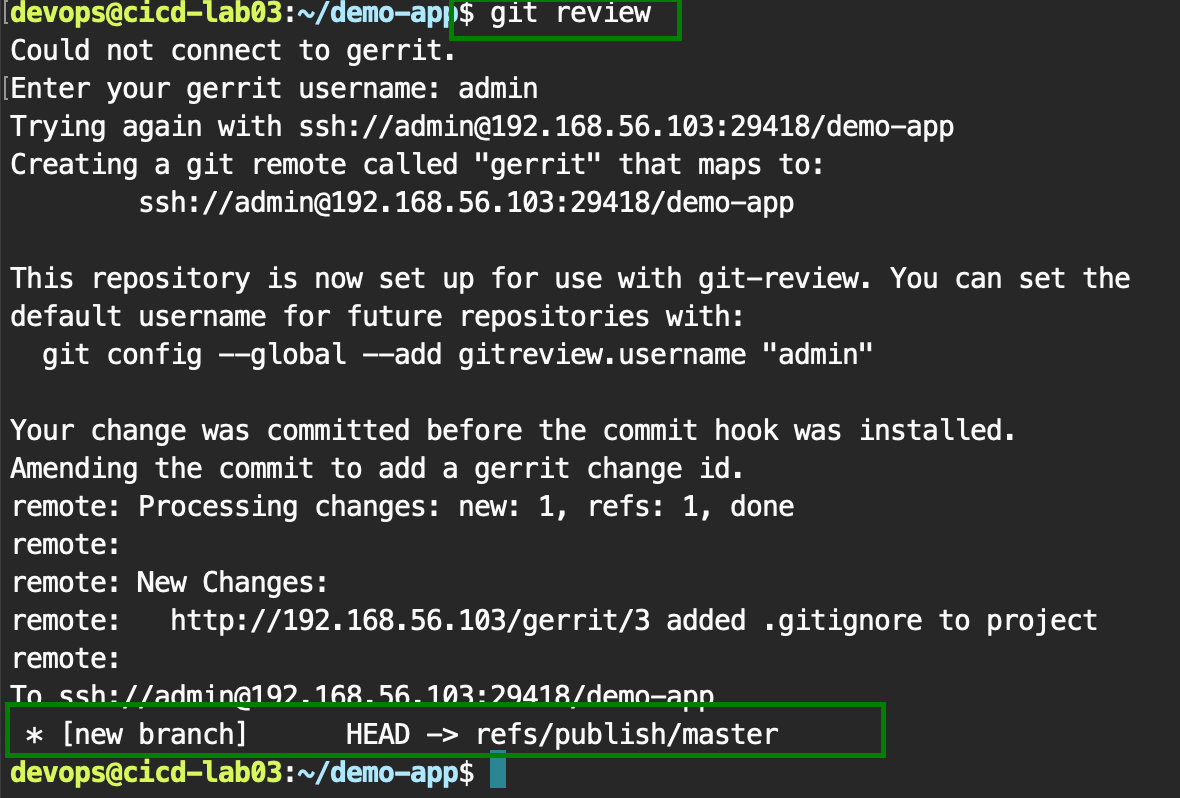 devops@cicd-lab03:~/demo-app$ git review
Could not connect to gerrit.
[Enter your gerrit username: admin
Trying again with ssh://admin@192.168.56.103:29418/demo-app
Creating a git remote called "gerrit" that maps to:
        ssh://admin@192.168.56.103:29418/demo-app

This repository is now set up for use with git-review. You can set the
default username for future repositories with:
  git config --global --add gitreview.username "admin"

Your change was committed before the commit hook was installed.
Amending the commit to add a gerrit change id.
remote: Processing changes: new: 1, refs: 1, done
remote:
remote: New Changes:
remote:   http://192.168.56.103/gerrit/3 added .gitignore to project
remote:
To ssh://admin@192.168.56.103:29418/demo-app
 * [new branch]      HEAD -> refs/publish/master
devops@cicd-lab03:~/demo-app$